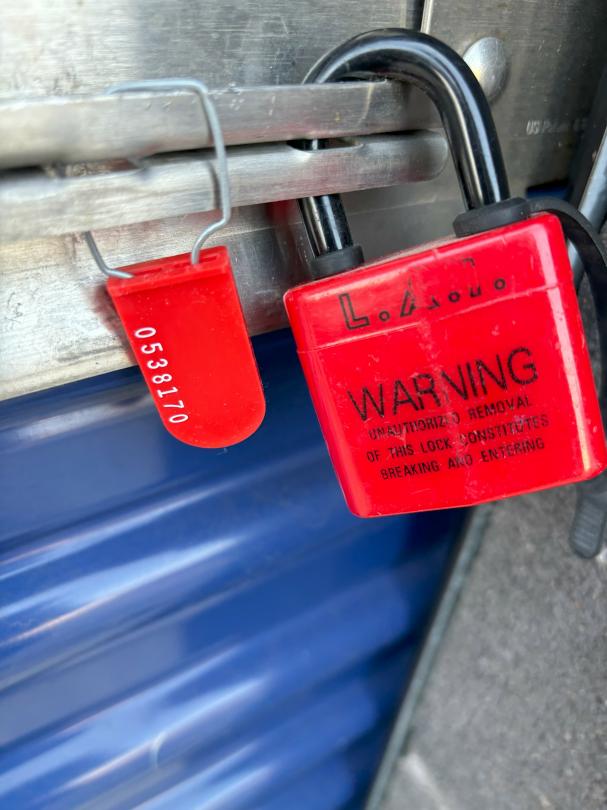 0538170
WARNING
UNAUTHORIZED REMOVAL
OF THIS LOCK CONSTITUTES
BREAKING AND ENTERING